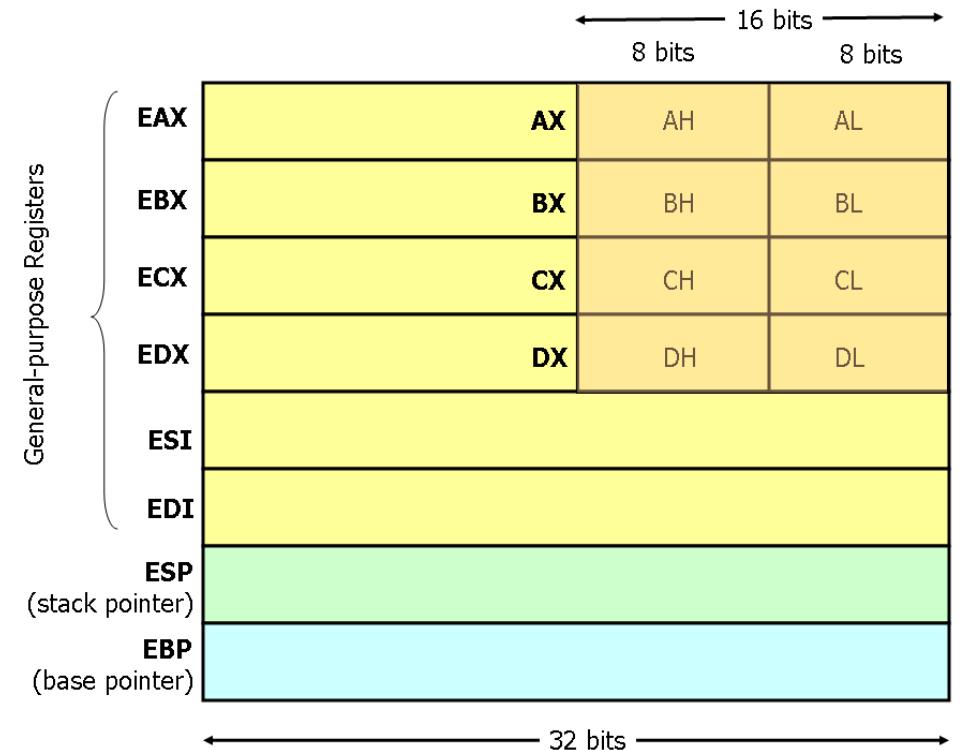 16 bits
8 bits 8 bits
General-purpose Registers
EAX AX AH AL
EBX BX BH BL
ECX CX CH CL
EDX DX DH DL
ESI
EDI
ESP
(stack pointer)
EBP
(base pointer)
32 bits